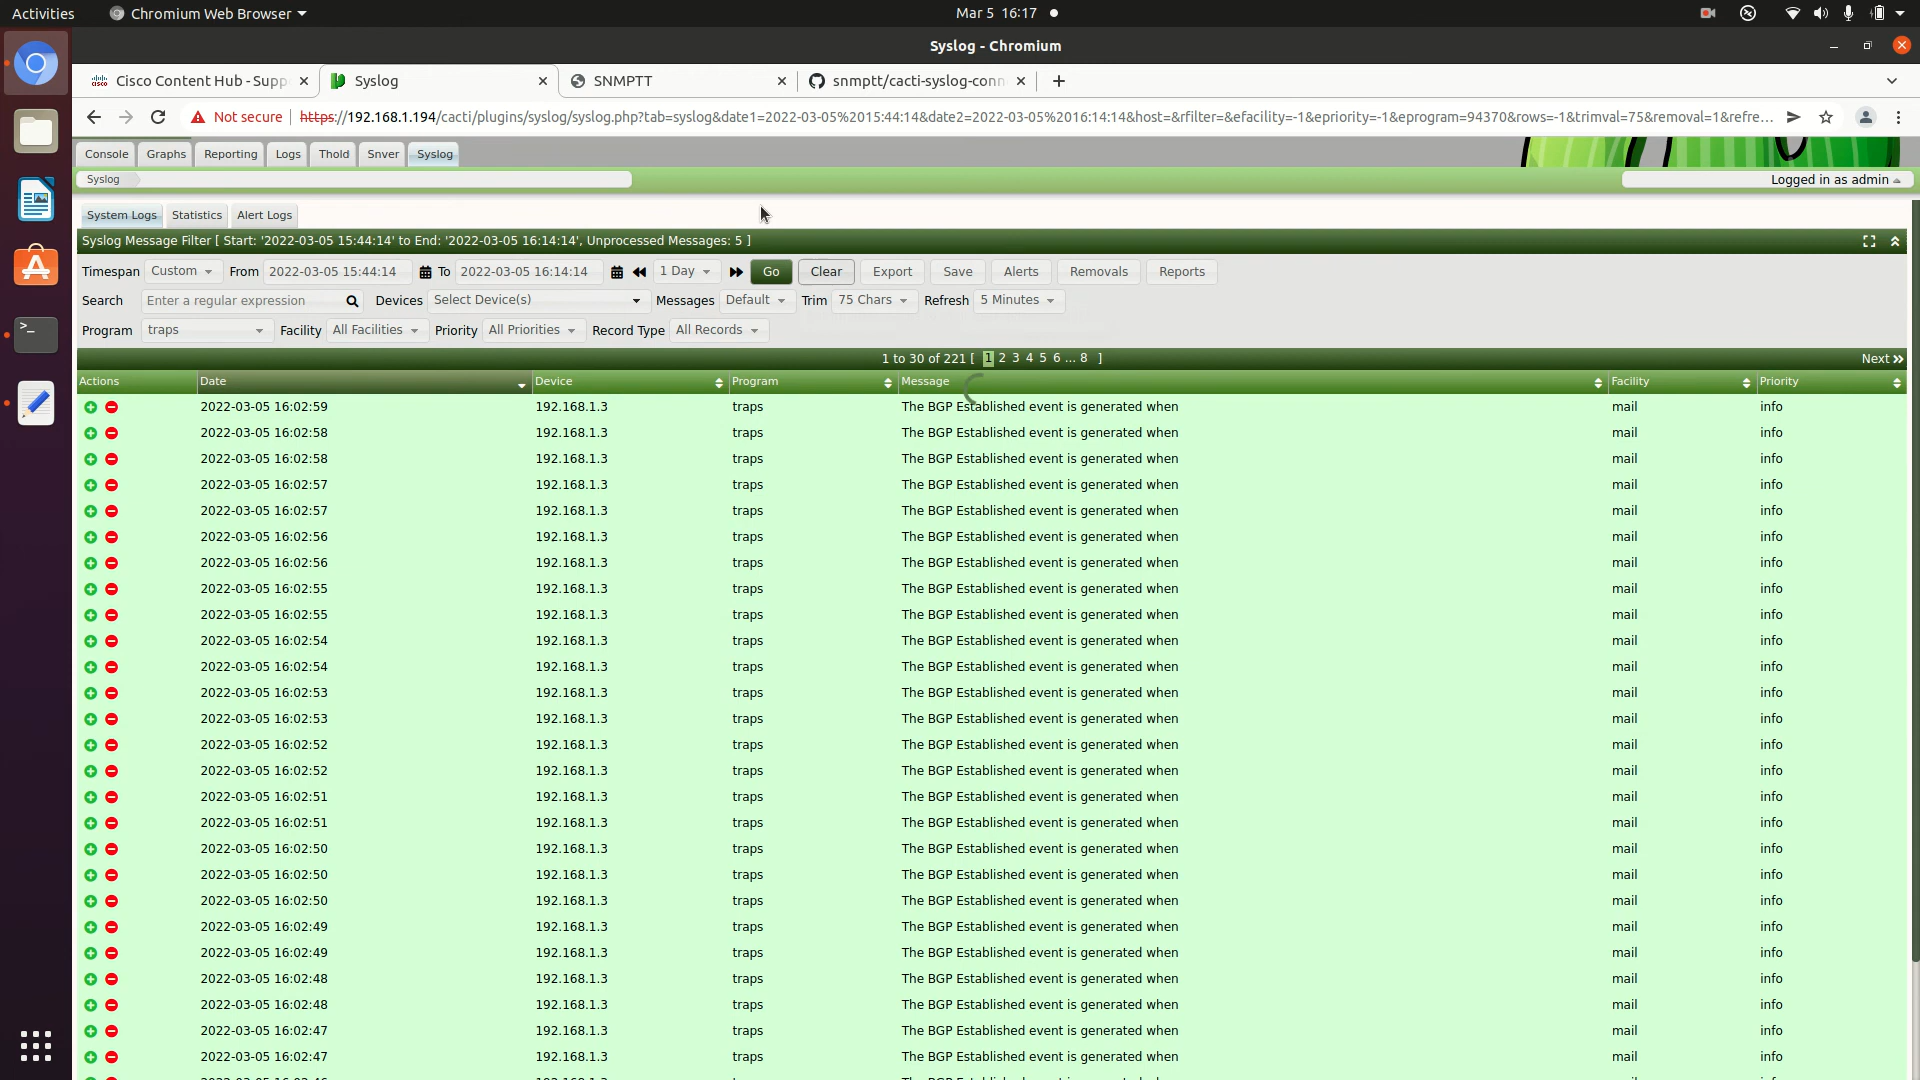 Activities Chromium Web Browser Mar 5 16:17
Syslog - Chromium
Cisco Content Hub - Supp Syslog SNMPTT snmptt/cacti-syslog-conn
Not secure https://192.168.1.194/cacti/plugins/syslog/syslog.php?tab=syslog&date1=2022-03-05%2015:44:14&date2=2022-03-05%2016:14:14&host=&rfilter=&efacility=-1&epriority=-1&eprogram=94370&rows=-1&trimval=75&removal=1&refre...
Console Graphs Reporting Logs Thold Snver Syslog
Syslog Logged in as admin
System Logs Statistics Alert Logs
Syslog Message Filter [ Start: '2022-03-05 15:44:14' to End: '2022-03-05 16:14:14', Unprocessed Messages: 5 ]
Timespan Custom From 2022-03-05 15:44:14 To 2022-03-05 16:14:14 1 Day Go Clear Export Save Alerts Removals Reports
Search Enter a regular expression Devices Select Device(s) Messages Default Trim 75 Chars Refresh 5 Minutes
Program traps Facility All Facilities Priority All Priorities Record Type All Records
1 to 30 of 221 [ 1 2 3 4 5 6 ... 8 ] Next
Actions Date Device Program Message Facility Priority
2022-03-05 16:02:59 192.168.1.3 traps The BGP Established event is generated when mail info
2022-03-05 16:02:58 192.168.1.3 traps The BGP Established event is generated when mail info
2022-03-05 16:02:58 192.168.1.3 traps The BGP Established event is generated when mail info
2022-03-05 16:02:57 192.168.1.3 traps The BGP Established event is generated when mail info
2022-03-05 16:02:57 192.168.1.3 traps The BGP Established event is generated when mail info
2022-03-05 16:02:56 192.168.1.3 traps The BGP Established event is generated when mail info
2022-03-05 16:02:56 192.168.1.3 traps The BGP Established event is generated when mail info
2022-03-05 16:02:55 192.168.1.3 traps The BGP Established event is generated when mail info
2022-03-05 16:02:55 192.168.1.3 traps The BGP Established event is generated when mail info
2022-03-05 16:02:54 192.168.1.3 traps The BGP Established event is generated when mail info
2022-03-05 16:02:54 192.168.1.3 traps The BGP Established event is generated when mail info
2022-03-05 16:02:53 192.168.1.3 traps The BGP Established event is generated when mail info
2022-03-05 16:02:53 192.168.1.3 traps The BGP Established event is generated when mail info
2022-03-05 16:02:52 192.168.1.3 traps The BGP Established event is generated when mail info
2022-03-05 16:02:52 192.168.1.3 traps The BGP Established event is generated when mail info
2022-03-05 16:02:51 192.168.1.3 traps The BGP Established event is generated when mail info
2022-03-05 16:02:51 192.168.1.3 traps The BGP Established event is generated when mail info
2022-03-05 16:02:50 192.168.1.3 traps The BGP Established event is generated when mail info
2022-03-05 16:02:50 192.168.1.3 traps The BGP Established event is generated when mail info
2022-03-05 16:02:50 192.168.1.3 traps The BGP Established event is generated when mail info
2022-03-05 16:02:49 192.168.1.3 traps The BGP Established event is generated when mail info
2022-03-05 16:02:49 192.168.1.3 traps The BGP Established event is generated when mail info
2022-03-05 16:02:48 192.168.1.3 traps The BGP Established event is generated when mail info
2022-03-05 16:02:48 192.168.1.3 traps The BGP Established event is generated when mail info
2022-03-05 16:02:47 192.168.1.3 traps The BGP Established event is generated when mail info
2022-03-05 16:02:47 192.168.1.3 traps The BGP Established event is generated when mail info